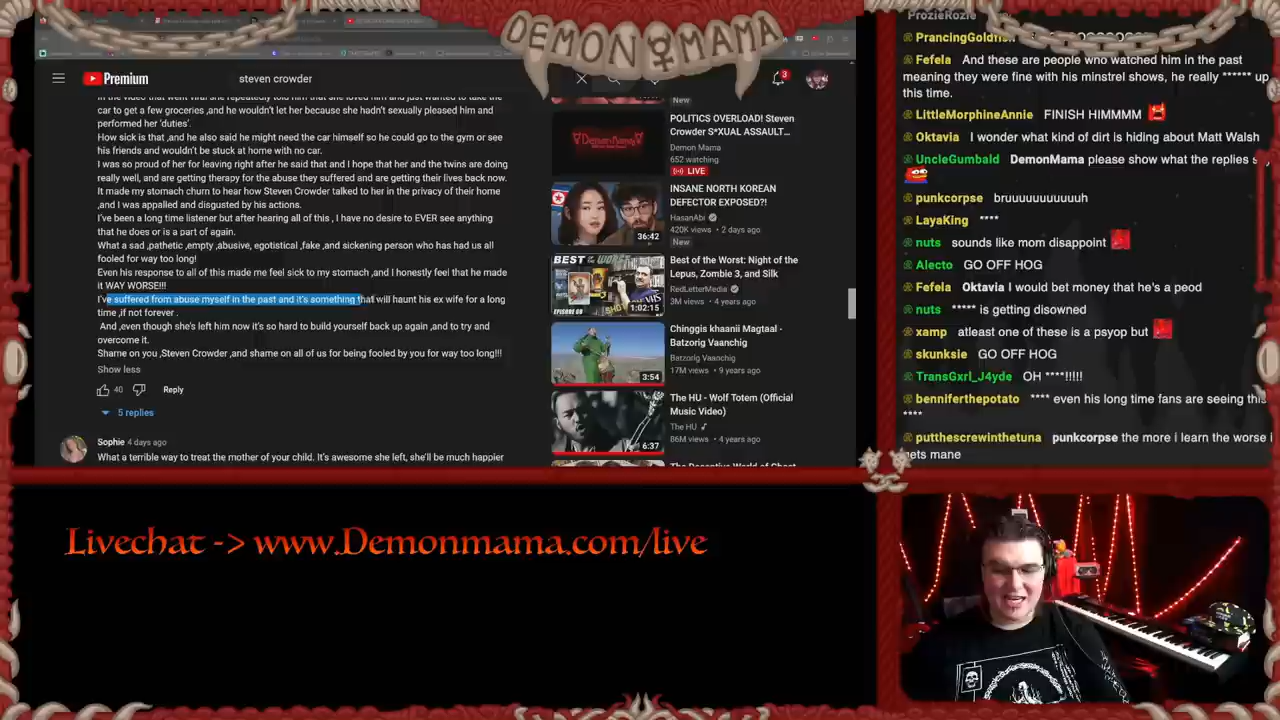 DEMON MAMA
Premium
steven crowder
3
In the video that went viral she repeatedly told him that she loved him and just wanted to take the
car to get a few groceries ,and he wouldn't let her because she hadn't sexually pleased him and
performed her 'duties'.
How sick is that ,and he also said he might need the car himself so he could go to the gym or see
his friends and wouldn't be stuck at home with no car.
I was so proud of her for leaving right after he said that and I hope that her and the twins are doing
really well, and are getting therapy for the abuse they suffered and are getting their lives back now.
It made my stomach churn to hear how Steven Crowder talked to her in the privacy of their home
,and I was appalled and disgusted by his actions.
I've been a long time listener but after hearing all of this , I have no desire to EVER see anything
that he does or is a part of again.
What a sad ,pathetic ,empty ,abusive, egotistical ,fake ,and sickening person who has had us all
fooled for way too long!
Even his response to all of this made me feel sick to my stomach ,and I honestly feel that he made
it WAY WORSE!!!
I've suffered from abuse myself in the past and it's something that will haunt his ex wife for a long
time ,if not forever .
And ,even though she's left him now it's so hard to build yourself back up again ,and to try and
overcome it.
Shame on you ,Steven Crowder ,and shame on all of us for being fooled by you for way too long!!!
Show less
40
Reply
5 replies
Sophie 4 days ago
What a terrible way to treat the mother of your child. It's awesome she left, she'll be much happier
New
POLITICS OVERLOAD! Steven
Crowder S*XUAL ASSAULT...
Demon Mama
652 watching
LIVE
INSANE NORTH KOREAN
DEFECTOR EXPOSED?!
HasanAbi
420K views • 2 days ago
New
36:42
Best of the Worst: Night of the
Lepus, Zombie 3, and Silk
RedLetterMedia
3M views • 4 years ago
1:02:15
Chinggis khaanii Magtaal -
Batzorig Vaanchig
Batzorig Vaanchig
17M views • 9 years ago
3:54
The HU - Wolf Totem (Official
Music Video)
The HU
86M views • 4 years ago
6:37
ProzieRozie
Fefela And these are people who watched him in the past
meaning they were fine with his minstrel shows, he really ****** up
this time.
LittleMorphineAnnie FINISH HIMMMM
Oktavia I wonder what kind of dirt is hiding about Matt Walsh
UncleGumbald DemonMama please show what the replies
punkcorpse bruuuuuuuuuuh
LayaKing ****
nuts sounds like mom disappoint
Alecto GO OFF HOG
Fefela Oktavia I would bet money that he's a peod
nuts ***** is getting disowned
xamp atleast one of these is a psyop but
skunksie GO OFF HOG
TransGxrl_J4yde OH ****!!!!!
benniferthepotato **** even his long time fans are seeing this
****
putthescrewinthetuna punkcorpse the more i learn the worse
gets mane
Livechat -> www.Demonmama.com/live